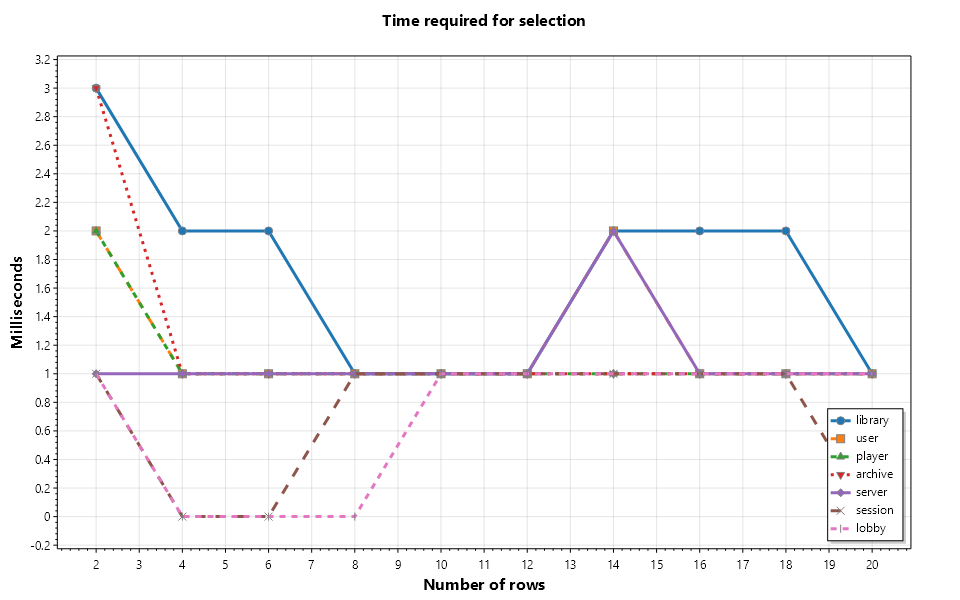 Time required for selection
3.2
3
2.8
2.6
2.4
2.2
2
1.8
1.6
1.4
1.2
1
0.8
0.6
0.4
0.2
0
-0.2
Milliseconds
2 3 4 5 6 7 8 9 10 11 12 13 14 15 16 17 18 19 20
Number of rows
library
user
player
archive
server
session
lobby